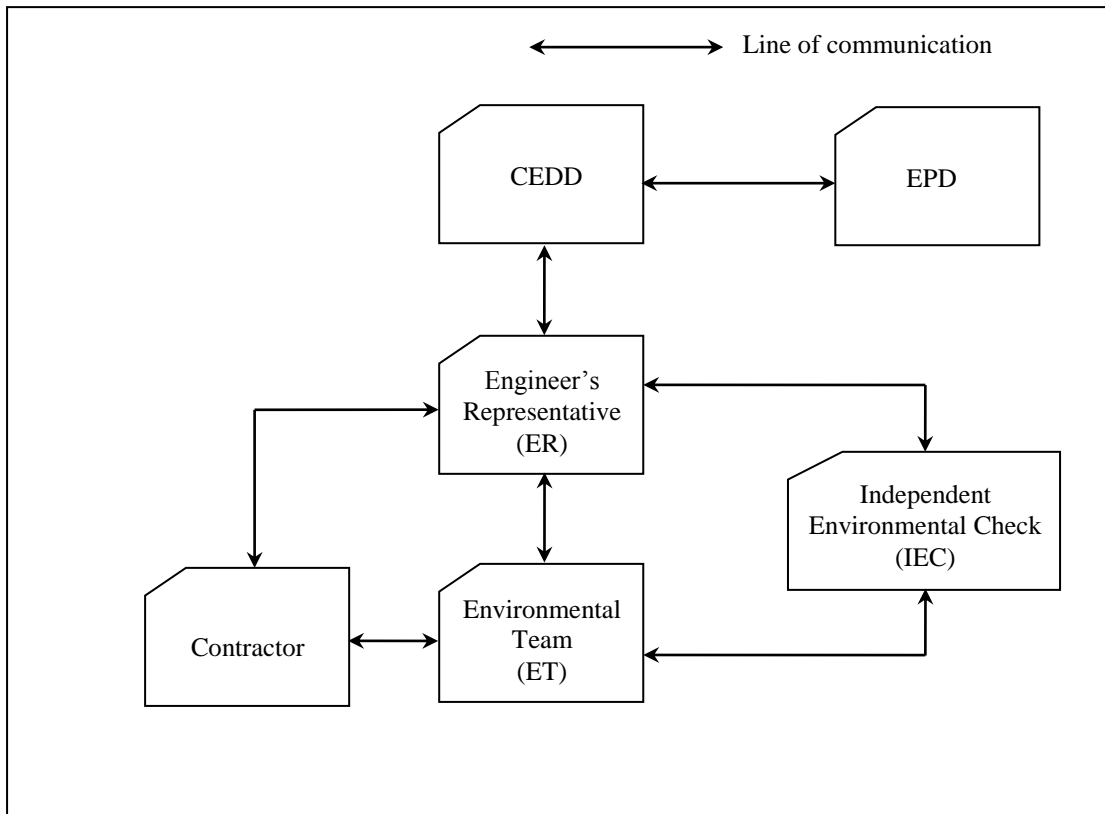 Line of communication
CEDD
EPD
Engineer’s
Representative
(ER)
Independent
Environmental Check
(IEC)
Contractor
Environmental
Team
(ET)